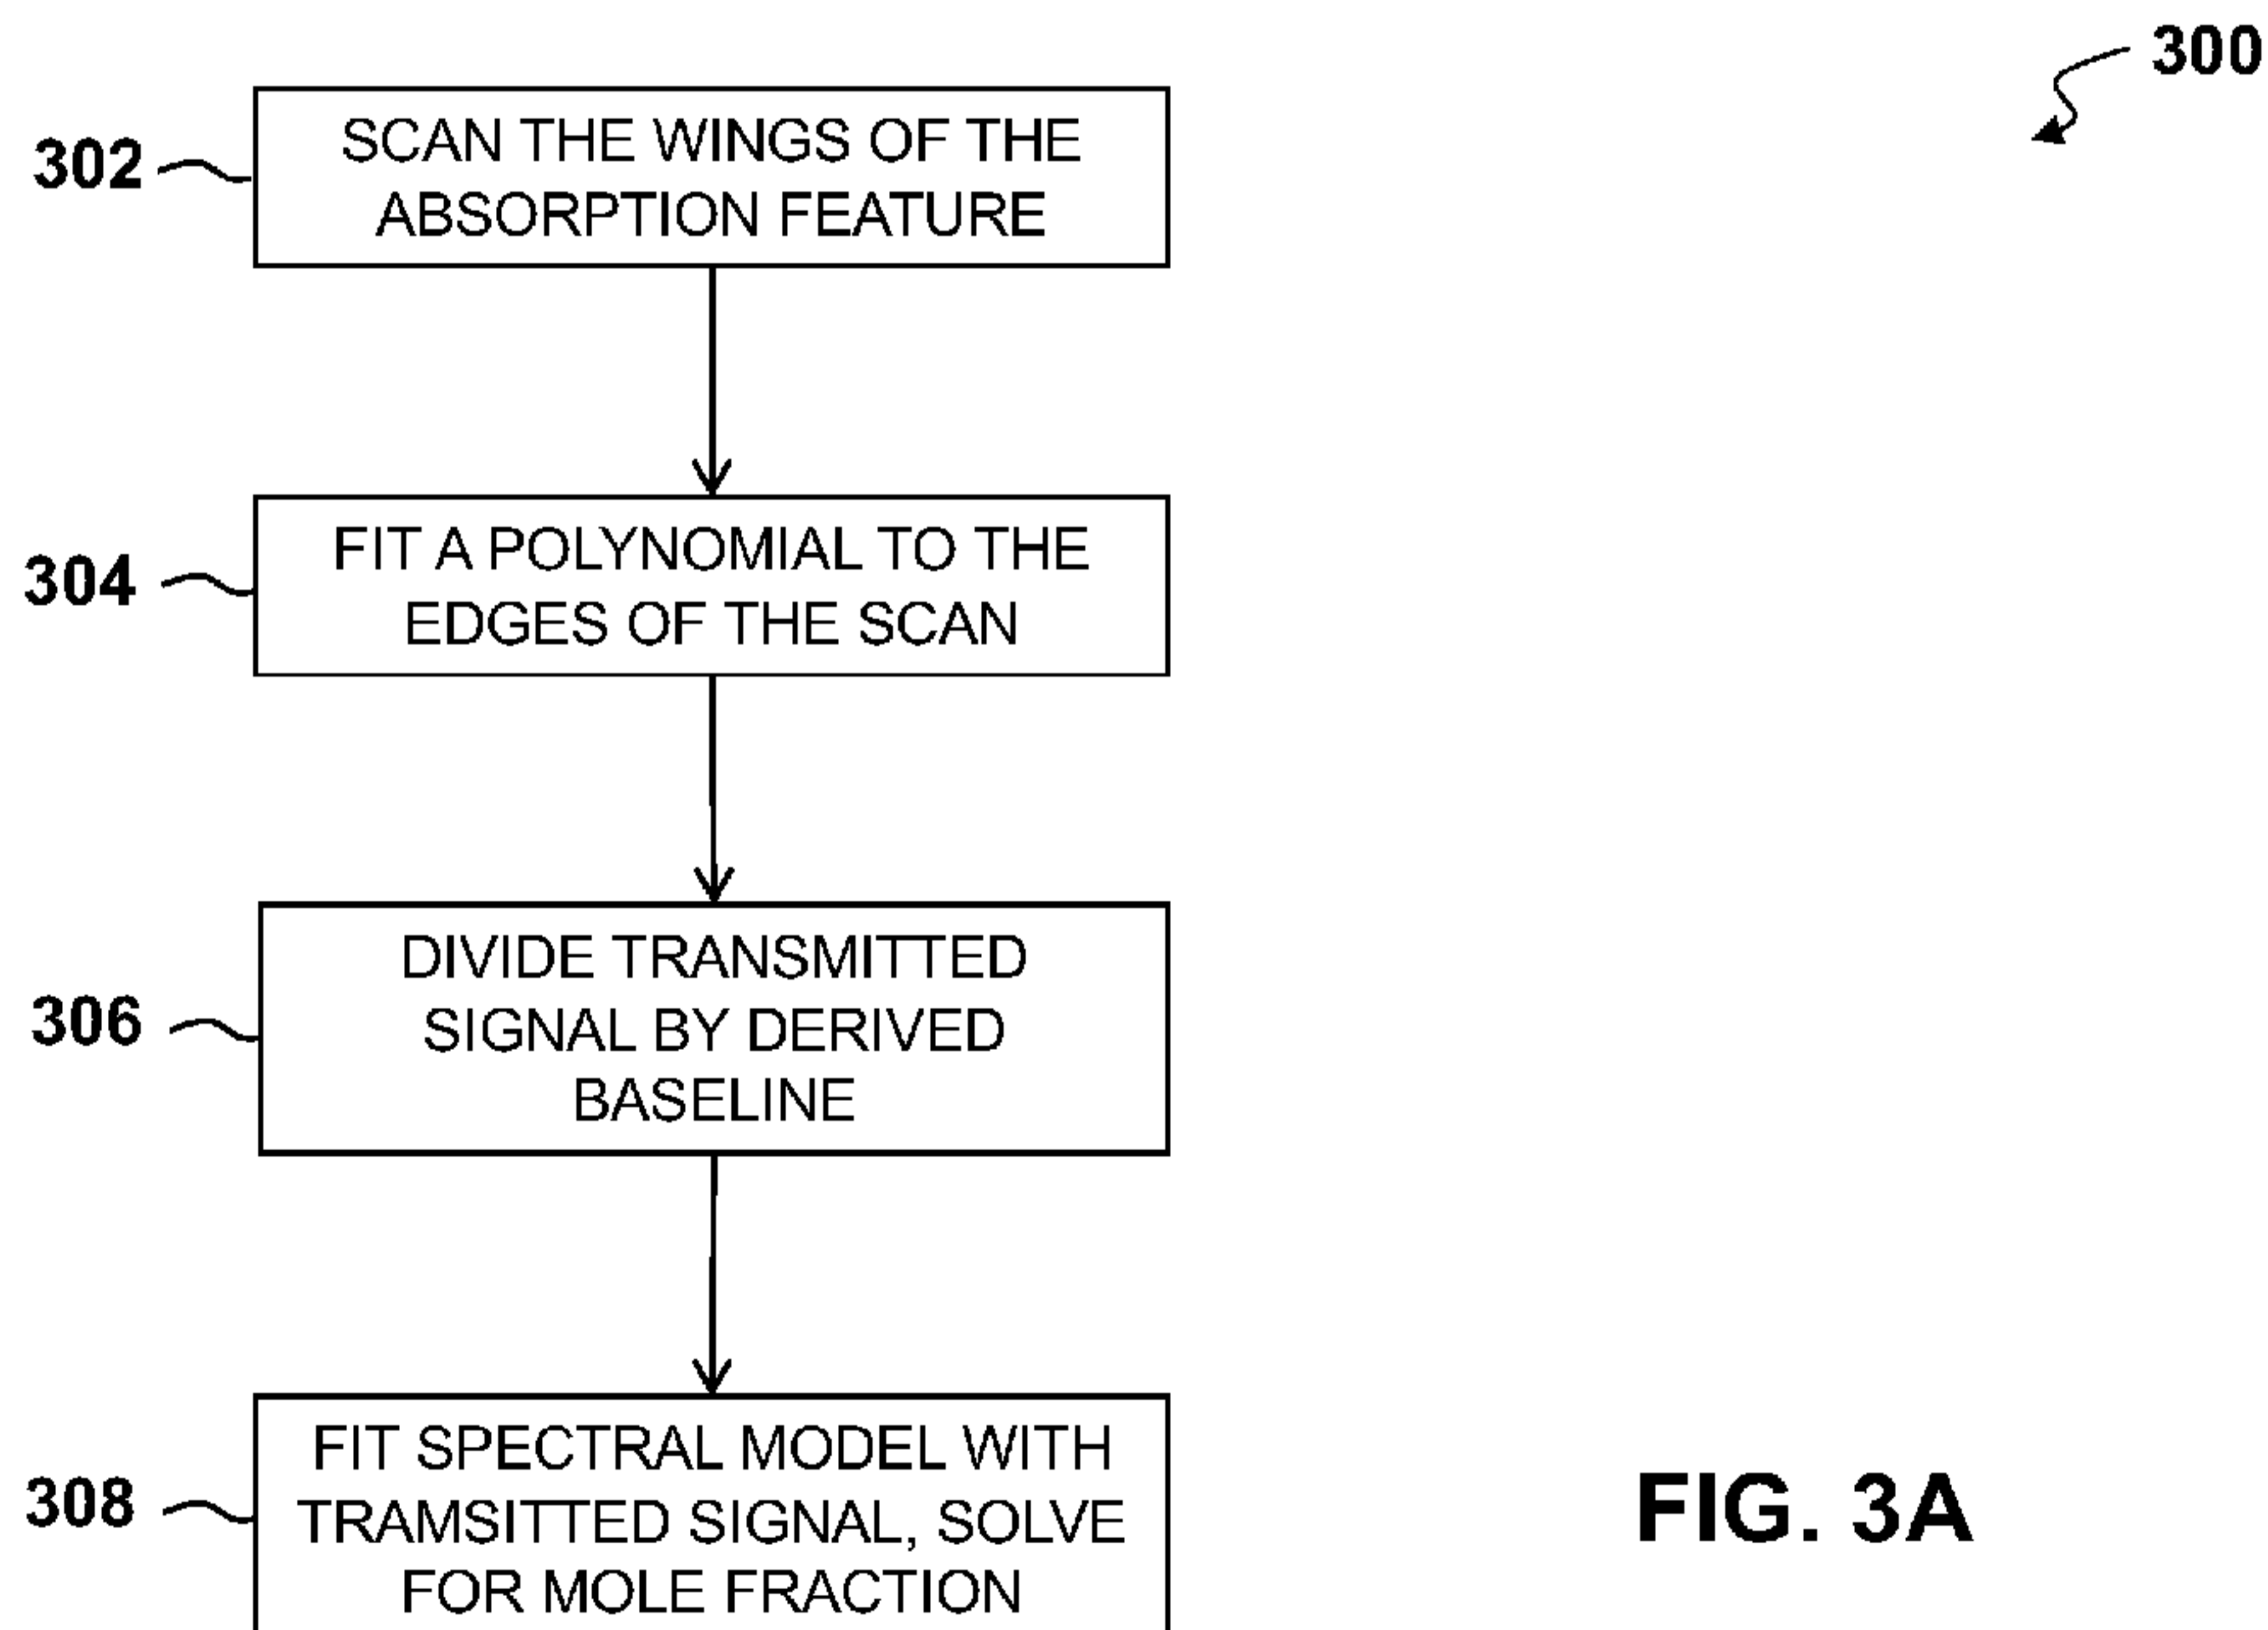 300
302
SCAN THE WINGS OF THE
ABSORPTION FEATURE
304
FIT A POLYNOMIAL TO THE
EDGES OF THE SCAN
306
DIVIDE TRANSMITTED
SIGNAL BY DERIVED
BASELINE
308
FIT SPECTRAL MODEL WITH
TRAMSITTED SIGNAL, SOLVE
FOR MOLE FRACTION
FIG. 3A